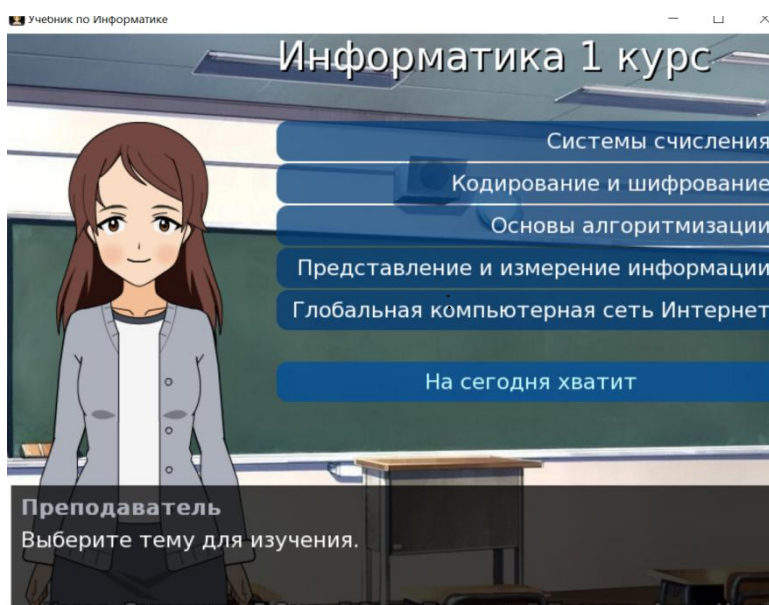 Учебник по Информатике
Информатика 1 курс
Системы счисления
Кодирование и шифрование
Основы алгоритмизации
Представление и измерение информации
Глобальная компьютерная сеть Интернет
На сегодня хватит
Преподаватель
Выберите тему для изучения.